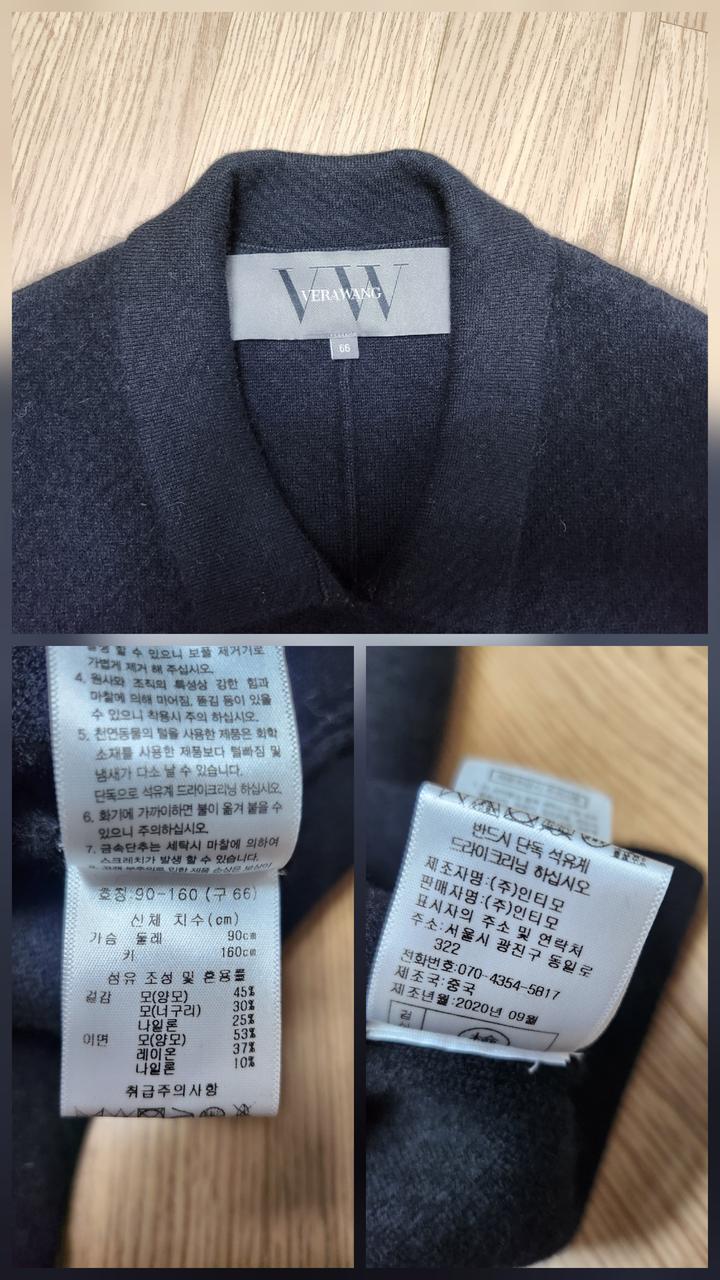 VW
VERA WANG
66
생 할 수 있으니 보풀 제거기로
가볍게 제거 해 주십시오.
4. 원사와 조직의 특성상 강한 힘과
마찰에 의해 미어짐, 뜯김 등이 있을
수 있으니 착용시 주의 하십시오.
5. 천연동물의 털을 사용한 제품은 화학
소재를 사용한 제품보다 털빠짐 및
냄새가 다소 날 수 있습니다.
단독으로 석유계 드라이크리닝 하십시오.
6. 화기에 가까이하면 불이 옮겨 붙을 수
있으니 주의하십시오.
7. 금속단추는 세탁시 마찰에 의하여
스크레치가 발생 할 수 있습니다.
호칭:90-160 (구 66)
신체 치수(cm)
가슴 둘레 90cm
키 160cm
섬유 조성 및 혼용률
겉감 모(양모) 45%
모(너구리) 30%
나일론 25%
이면 모(양모) 53%
레이온 37%
나일론 10%
취급주의사항
반드시 단독 석유계
드라이크리닝 하십시오
제조자명:(주)인티모
판매자명:(주)인티모
표시자의 주소 및 연락처
주소:서울시 광진구 동일로
322
전화번호:070-4354-5817
제조국:중국
제조년월:2020년 09월
검